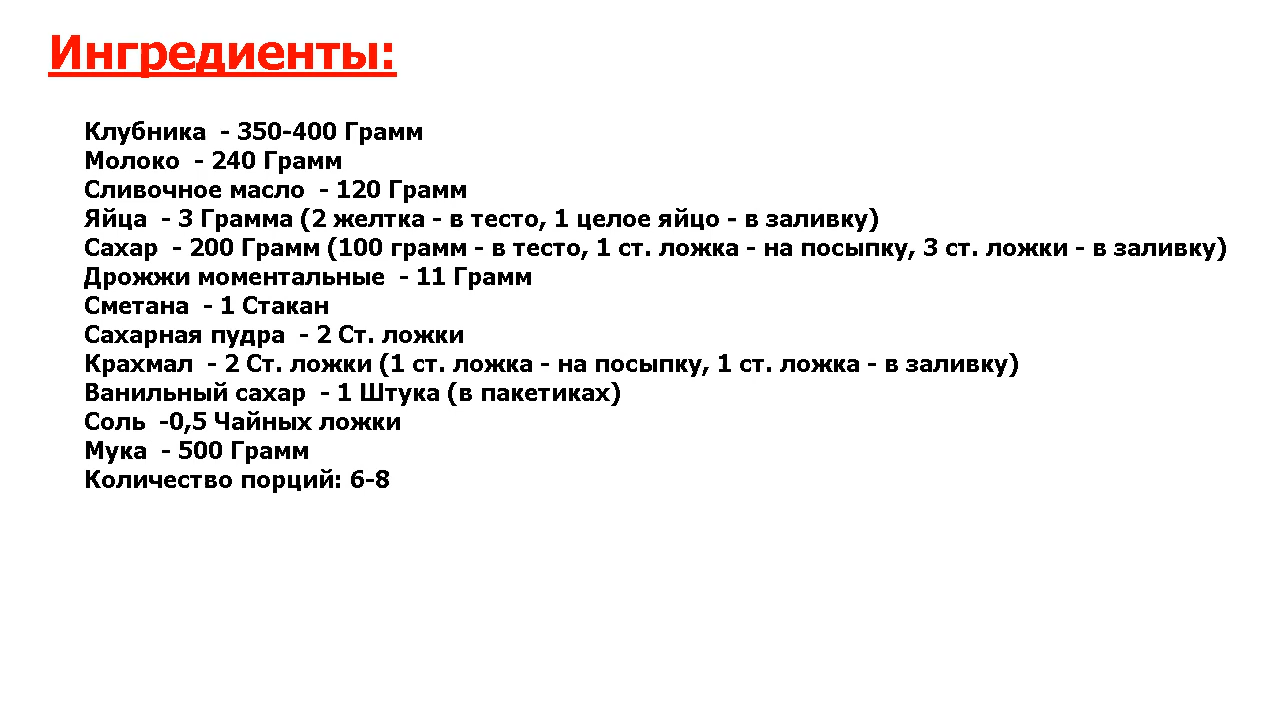 Ингредиенты:
Клубника  - 350-400 Грамм
Молоко  - 240 Грамм
Сливочное масло  - 120 Грамм
Яйца  - 3 Грамма (2 желтка - в тесто, 1 целое яйцо - в заливку)
Сахар  - 200 Грамм (100 грамм - в тесто, 1 ст. ложка - на посыпку, 3 ст. ложки - в заливку)
Дрожжи моментальные  - 11 Грамм
Сметана  - 1 Стакан
Сахарная пудра  - 2 Ст. ложки
Крахмал  - 2 Ст. ложки (1 ст. ложка - на посыпку, 1 ст. ложка - в заливку)
Ванильный сахар  - 1 Штука (в пакетиках)
Соль  -0,5 Чайных ложки
Мука  - 500 Грамм
Количество порций: 6-8